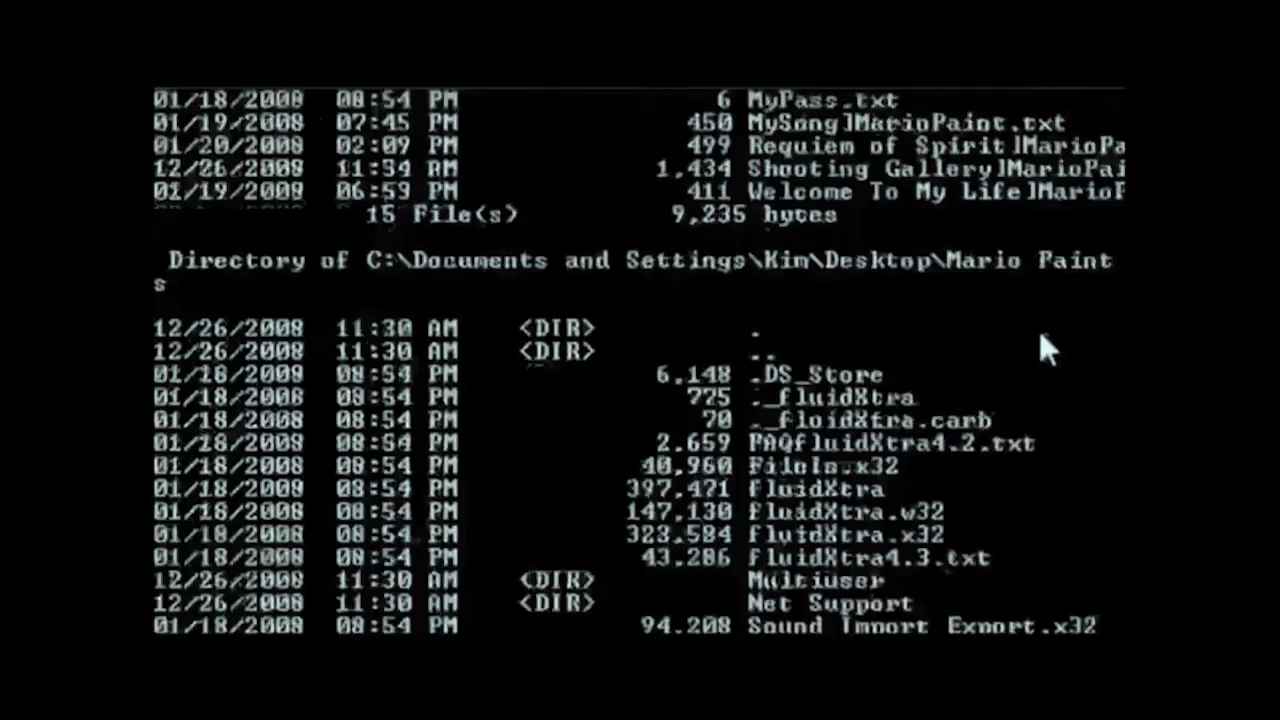 01/18/2008 08:54 PM 6 MyPass.txt
01/19/2008 07:45 PM 450 MySong]MarioPaint.txt
01/20/2008 02:09 PM 499 Requiem of Spirit]MarioPa
12/26/2008 11:34 AM 1,434 Shooting Gallery]MarioPai
01/19/2008 06:59 PM 411 Welcome To My Life]MarioP
15 File(s) 9,235 bytes
Directory of C:\Documents and Settings\Kim\Desktop\Mario Paint
s
12/26/2008 11:30 AM <DIR> .
12/26/2008 11:30 AM <DIR> ..
01/18/2008 08:54 PM 6,148 .DS_Store
01/18/2008 08:54 PM 775 ._fluidXtra
01/18/2008 08:54 PM 70 ._fluidXtra.carb
01/18/2008 08:54 PM 2,659 FAQfluidXtra4.2.txt
01/18/2008 08:54 PM 40,960 FileIo.x32
01/18/2008 08:54 PM 397,471 fluidXtra
01/18/2008 08:54 PM 147,130 fluidXtra.w32
01/18/2008 08:54 PM 323,584 fluidXtra.x32
01/18/2008 08:54 PM 43,286 fluidXtra4.3.txt
12/26/2008 11:30 AM <DIR> Multiuser
12/26/2008 11:30 AM <DIR> Net Support
01/18/2008 08:54 PM 94,208 Sound Import Export.x32